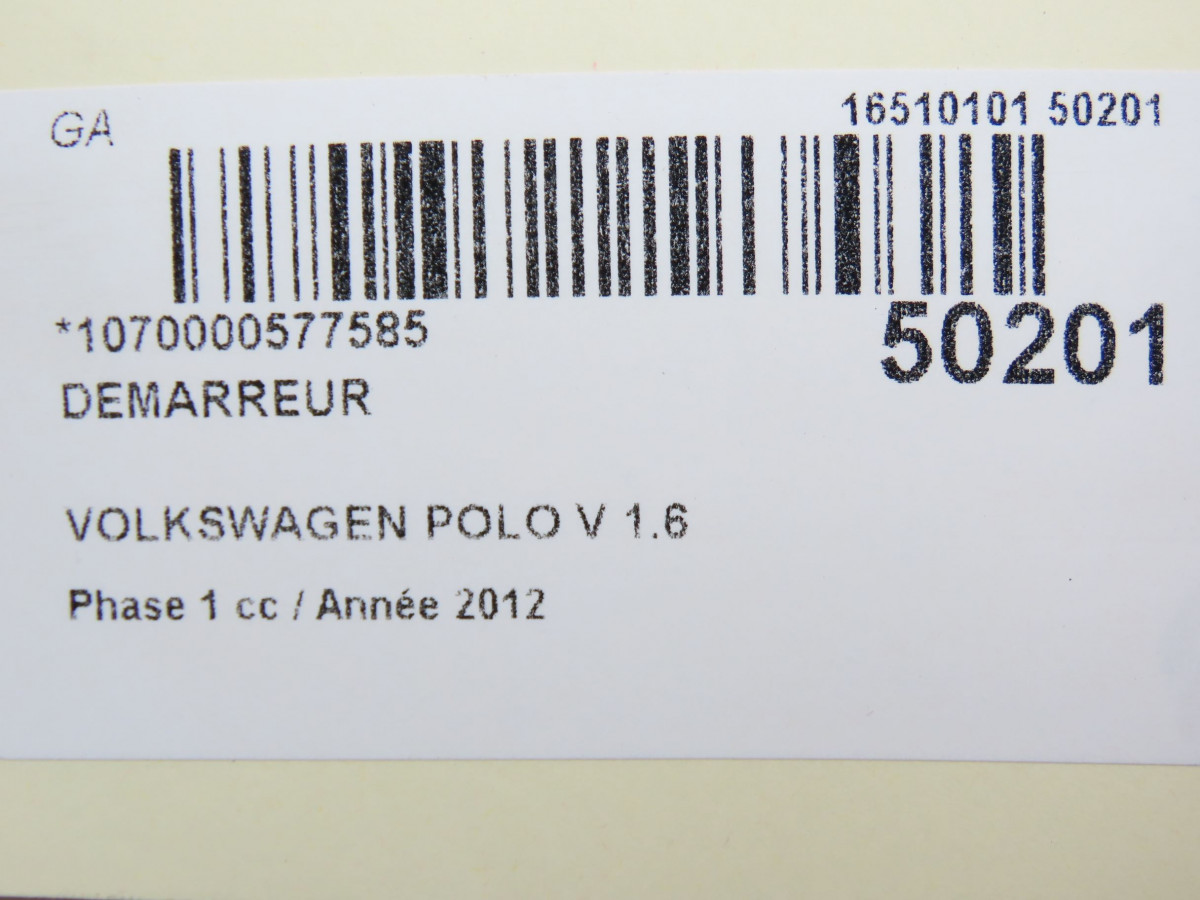 GA
16510101 50201
*1070000577585
50201
DEMARREUR
VOLKSWAGEN POLO V 1.6
Phase 1 cc / Année 2012